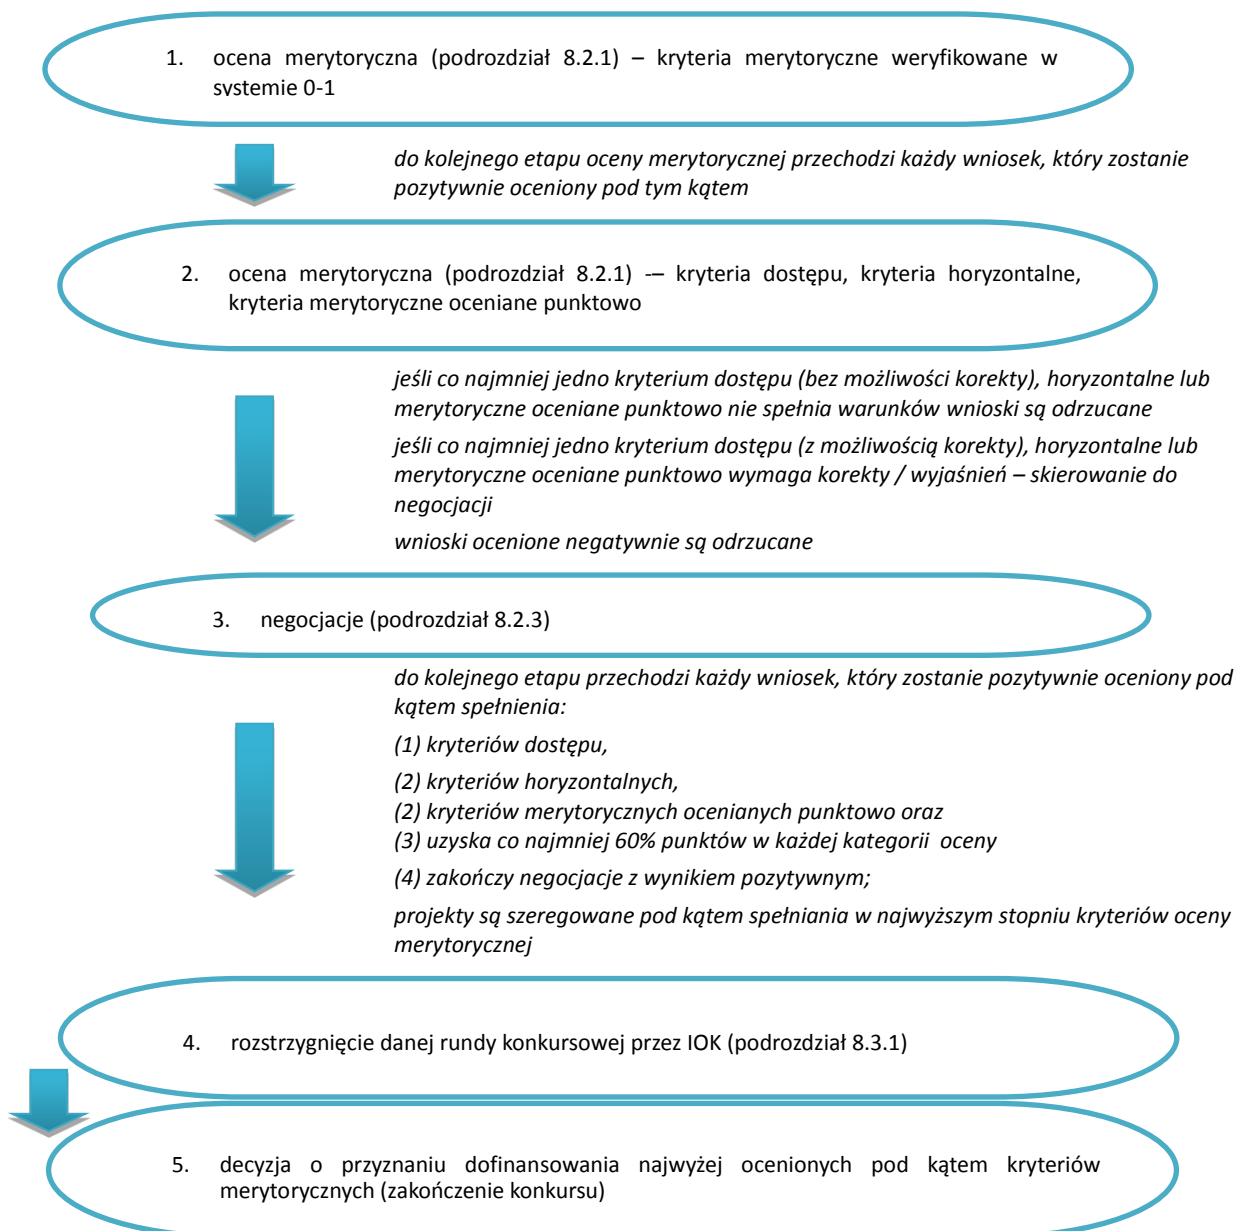 1. ocena merytoryczna (podrozdział 8.2.1) – kryteria merytoryczne weryfikowane w
systemie 0-1
do kolejnego etapu oceny merytorycznej przechodzi każdy wniosek, który zostanie
pozytywnie oceniony pod tym kątem
2. ocena merytoryczna (podrozdział 8.2.1) -– kryteria dostępu, kryteria horyzontalne,
kryteria merytoryczne oceniane punktowo
jeśli co najmniej jedno kryterium dostępu (bez możliwości korekty), horyzontalne lub
merytoryczne oceniane punktowo nie spełnia warunków wnioski są odrzucane
jeśli co najmniej jedno kryterium dostępu (z możliwością korekty), horyzontalne lub
merytoryczne oceniane punktowo wymaga korekty / wyjaśnień – skierowanie do
negocjacji
wnioski ocenione negatywnie są odrzucane
3. negocjacje (podrozdział 8.2.3)
do kolejnego etapu przechodzi każdy wniosek, który zostanie pozytywnie oceniony pod
kątem spełnienia:
(1) kryteriów dostępu,
(2) kryteriów horyzontalnych,
(2) kryteriów merytorycznych ocenianych punktowo oraz
(3) uzyska co najmniej 60% punktów w każdej kategorii oceny
(4) zakończy negocjacje z wynikiem pozytywnym;
projekty są szeregowane pod kątem spełniania w najwyższym stopniu kryteriów oceny
merytorycznej
4. rozstrzygnięcie danej rundy konkursowej przez IOK (podrozdział 8.3.1)
5. decyzja o przyznaniu dofinansowania najwyżej ocenionych pod kątem kryteriów
merytorycznych (zakończenie konkursu)